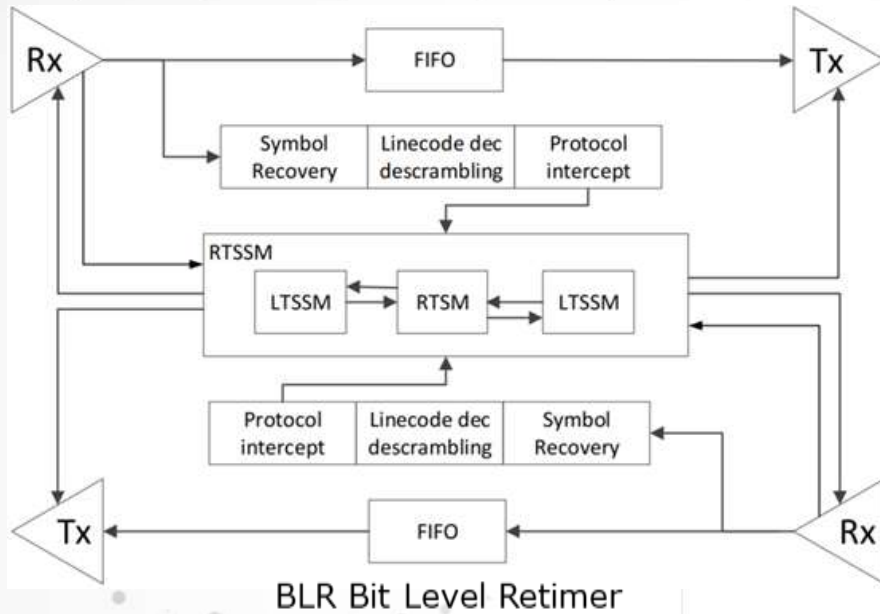 Rx
FIFO
Tx
Symbol Recovery
Linecode dec descrambling
Protocol intercept
RTSSM
LTSSM
RTSM
LTSSM
Protocol intercept
Linecode dec descrambling
Symbol Recovery
Tx
FIFO
Rx
BLR Bit Level Retimer